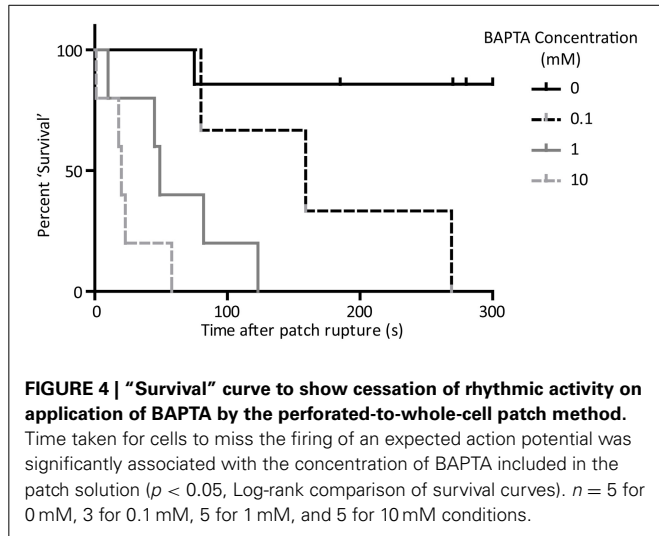 BAPTA Concentration
(mM)
0
0.1
1
10
100
50
0
Percent 'Survival'
0
100
200
300
Time after patch rupture (s)
FIGURE 4 | "Survival" curve to show cessation of rhythmic activity on
application of BAPTA by the perforated-to-whole-cell patch method.
Time taken for cells to miss the firing of an expected action potential was
significantly associated with the concentration of BAPTA included in the
patch solution (p < 0.05, Log-rank comparison of survival curves). n = 5 for
0 mM, 3 for 0.1 mM, 5 for 1 mM, and 5 for 10 mM conditions.